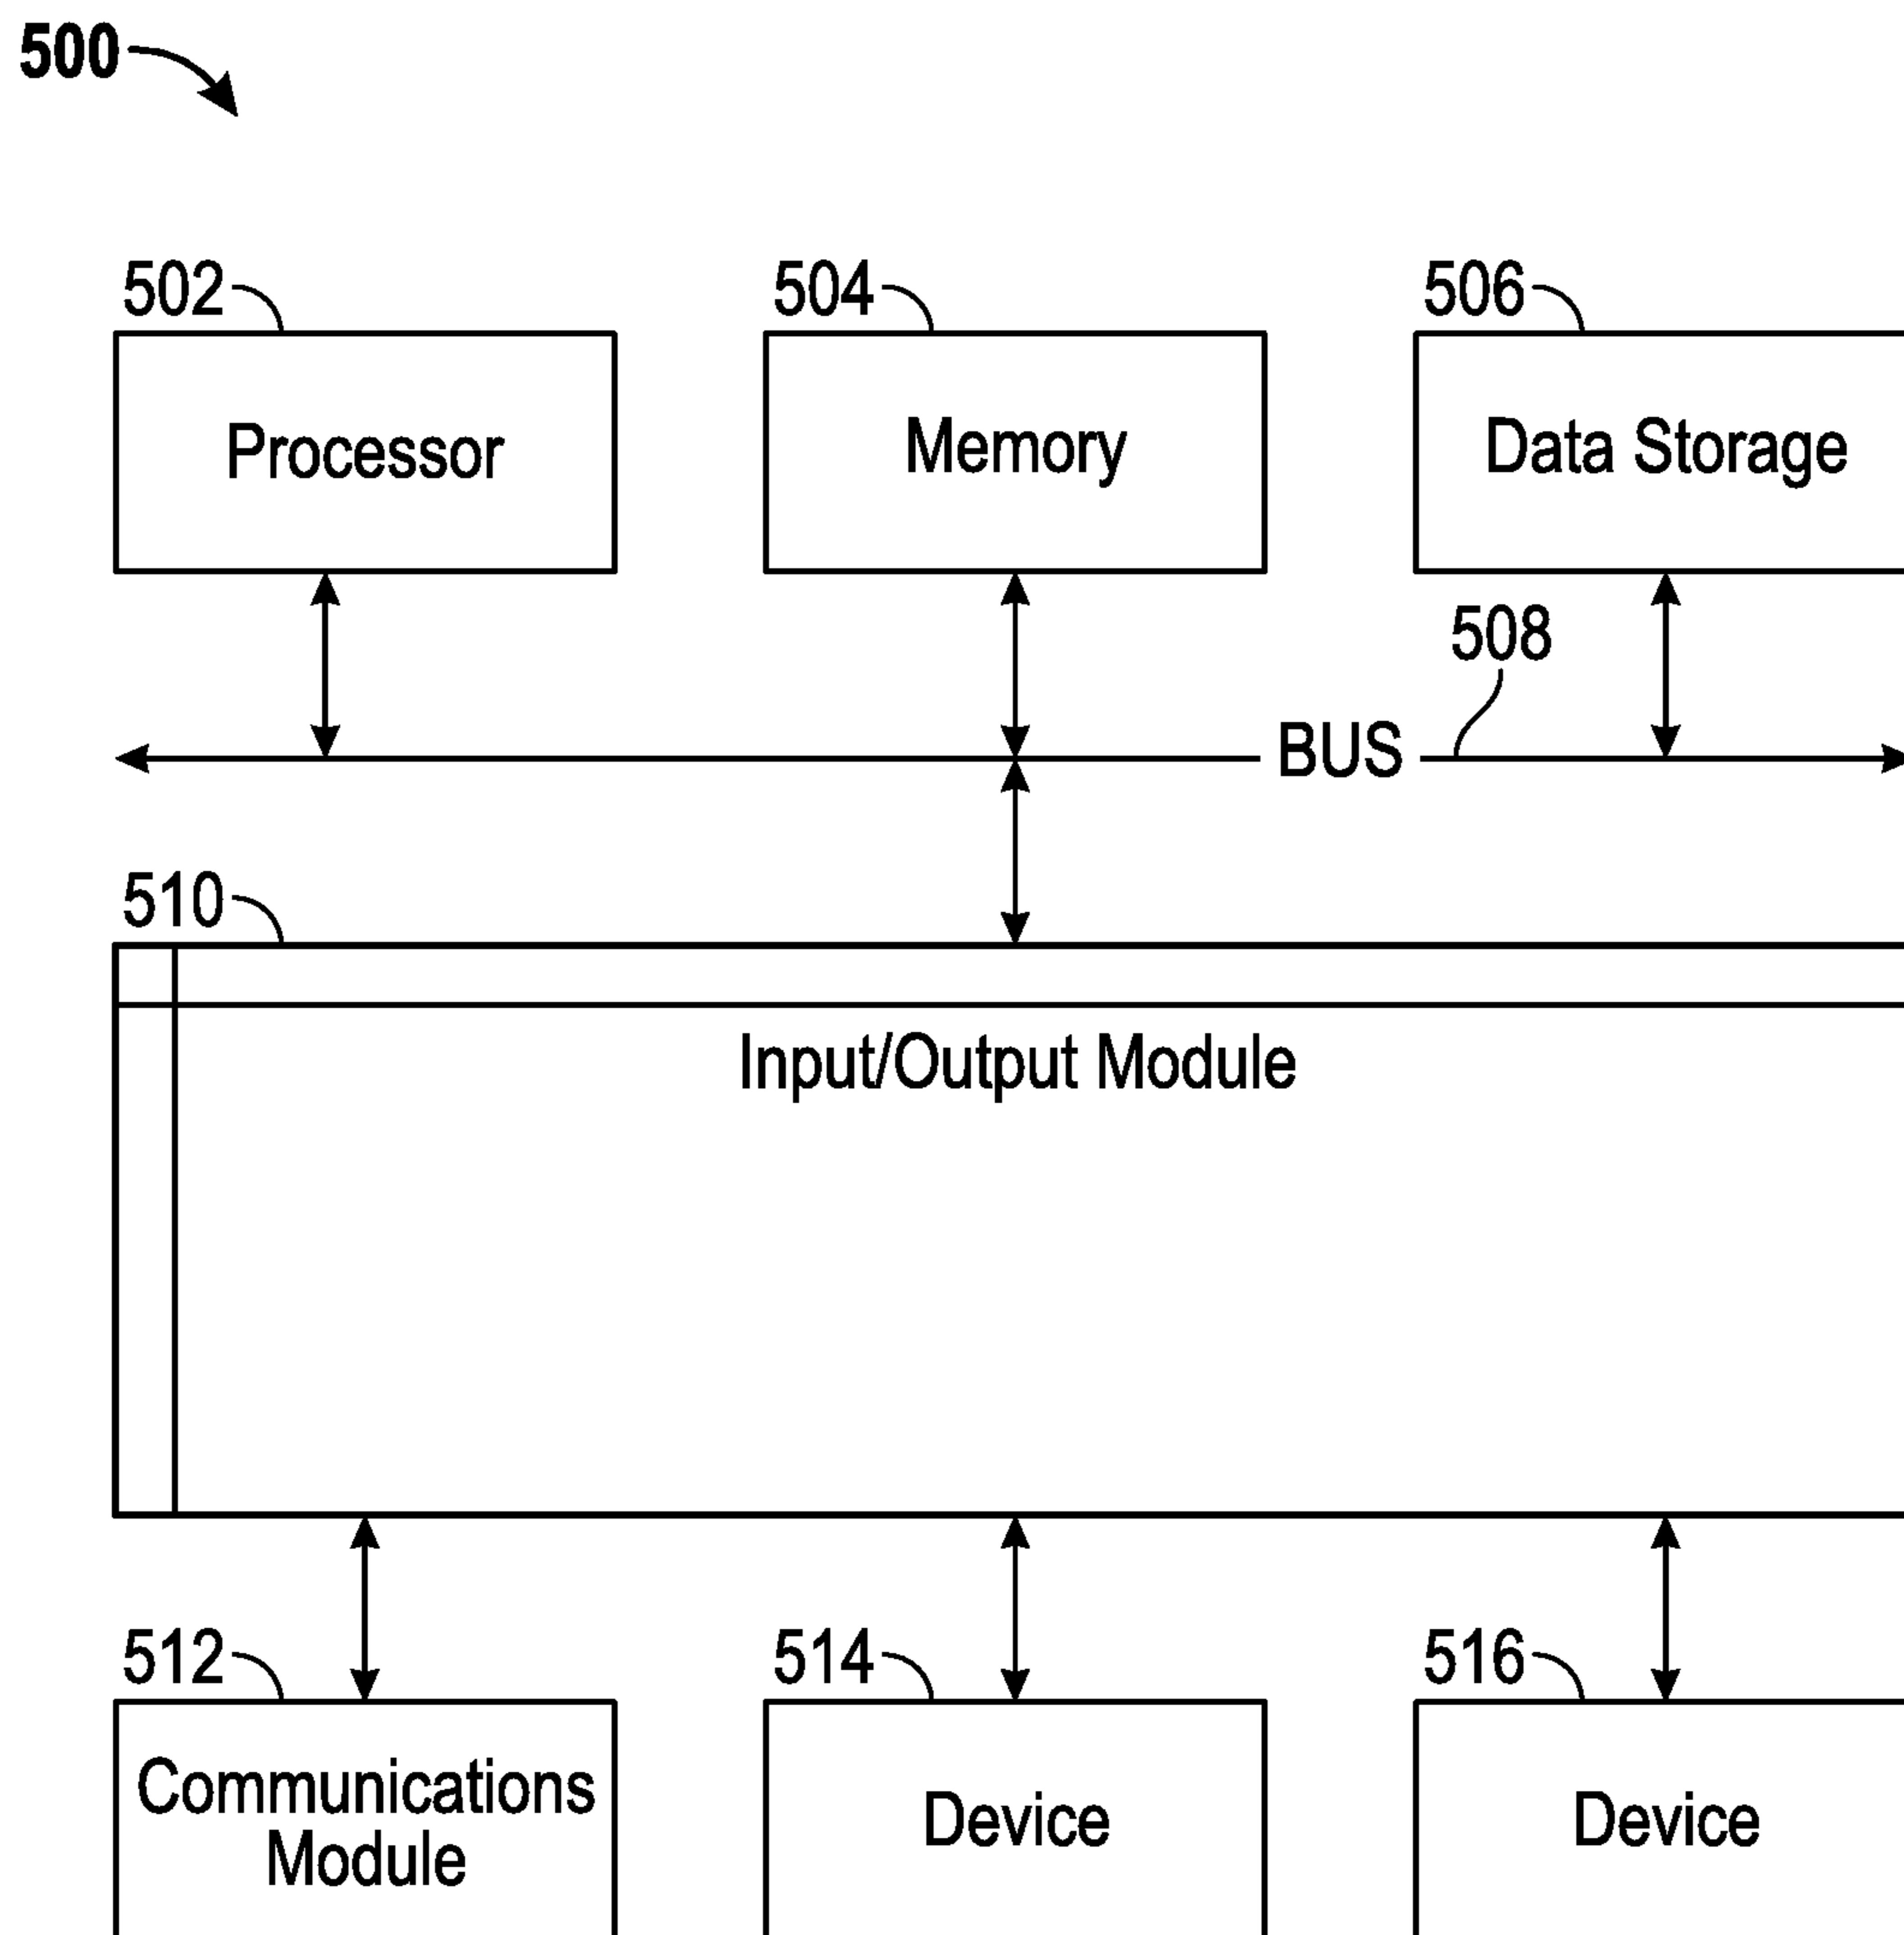 500
502
504
506
Processor
Memory
Data Storage
508
BUS
510
Input/Output Module
512
514
516
Communications
Module
Device
Device